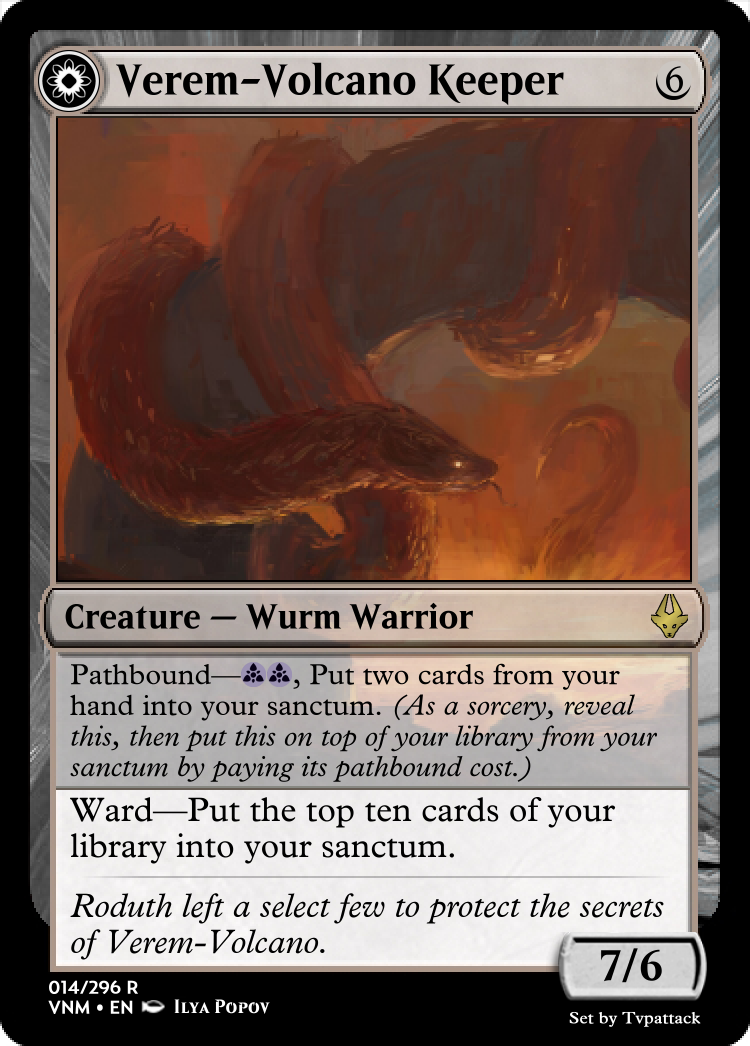 Verem-Volcano Keeper 6
Creature — Wurm Warrior
Pathbound—, Put two cards from your
hand into your sanctum. (As a sorcery, reveal
this, then put this on top of your library from your
sanctum by paying its pathbound cost.)
Ward—Put the top ten cards of your
library into your sanctum.
Roduth left a select few to protect the secrets
of Verem-Volcano.
7/6
014/296 R
VNM • EN Ilya Popov
Set by Tvpattack